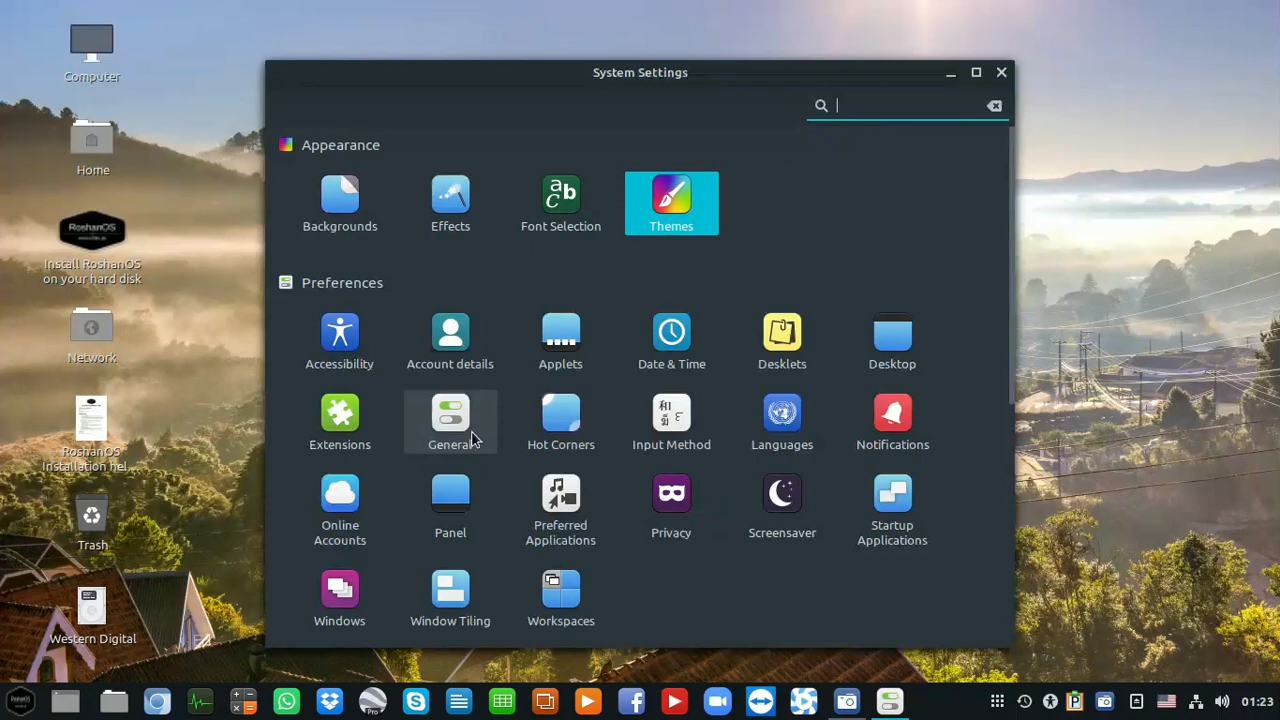 System Settings
Appearance
Backgrounds
Effects
Font Selection
Themes
Preferences
Accessibility
Account details
Applets
Date & Time
Desklets
Desktop
Extensions
General
Hot Corners
Input Method
Languages
Notifications
Online
Accounts
Panel
Preferred
Applications
Privacy
Screensaver
Startup
Applications
Windows
Window Tiling
Workspaces
Computer
Home
RoshanOS
Install RoshanOS
on your hard disk
Network
RoshanOS
Installation hel...
Trash
Western Digital
Pro
01:23